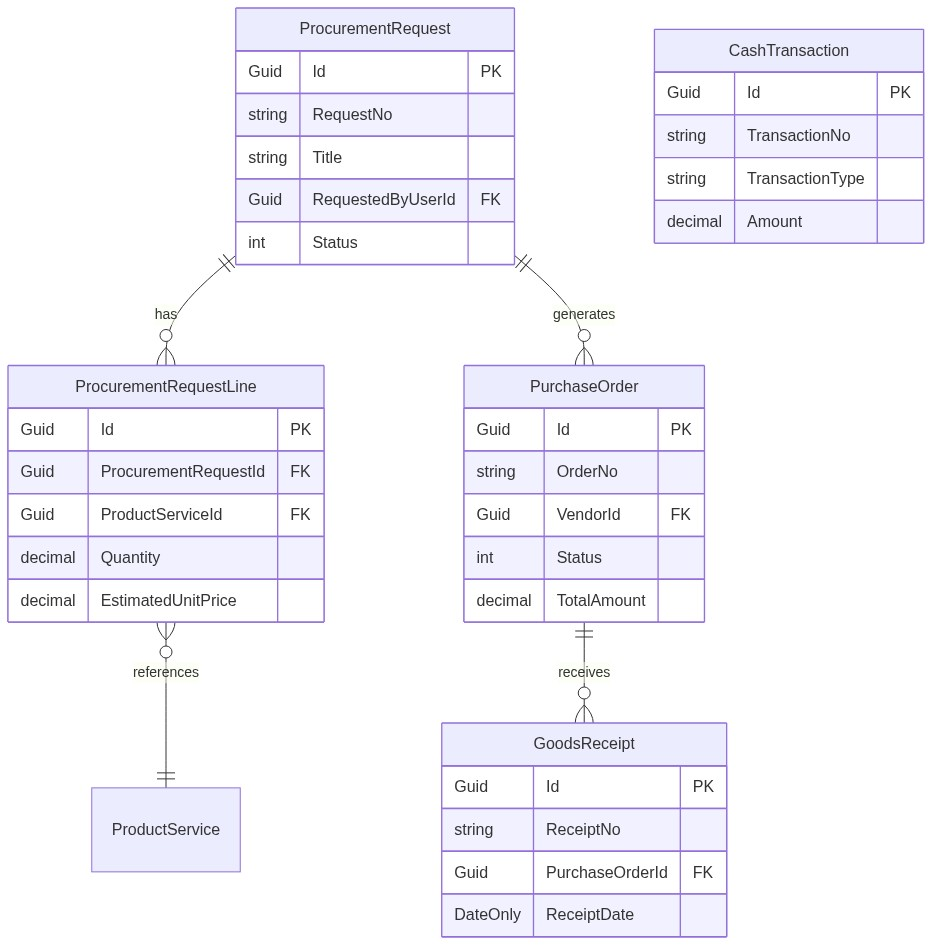 ProcurementRequest
Guid Id PK
string RequestNo
string Title
Guid RequestedByUserId FK
int Status
CashTransaction
Guid Id PK
string TransactionNo
string TransactionType
decimal Amount
has
generates
ProcurementRequestLine
Guid Id PK
Guid ProcurementRequestId FK
Guid ProductServiceId FK
decimal Quantity
decimal EstimatedUnitPrice
PurchaseOrder
Guid Id PK
string OrderNo
Guid VendorId FK
int Status
decimal TotalAmount
references
receives
ProductService
GoodsReceipt
Guid Id PK
string ReceiptNo
Guid PurchaseOrderId FK
DateOnly ReceiptDate